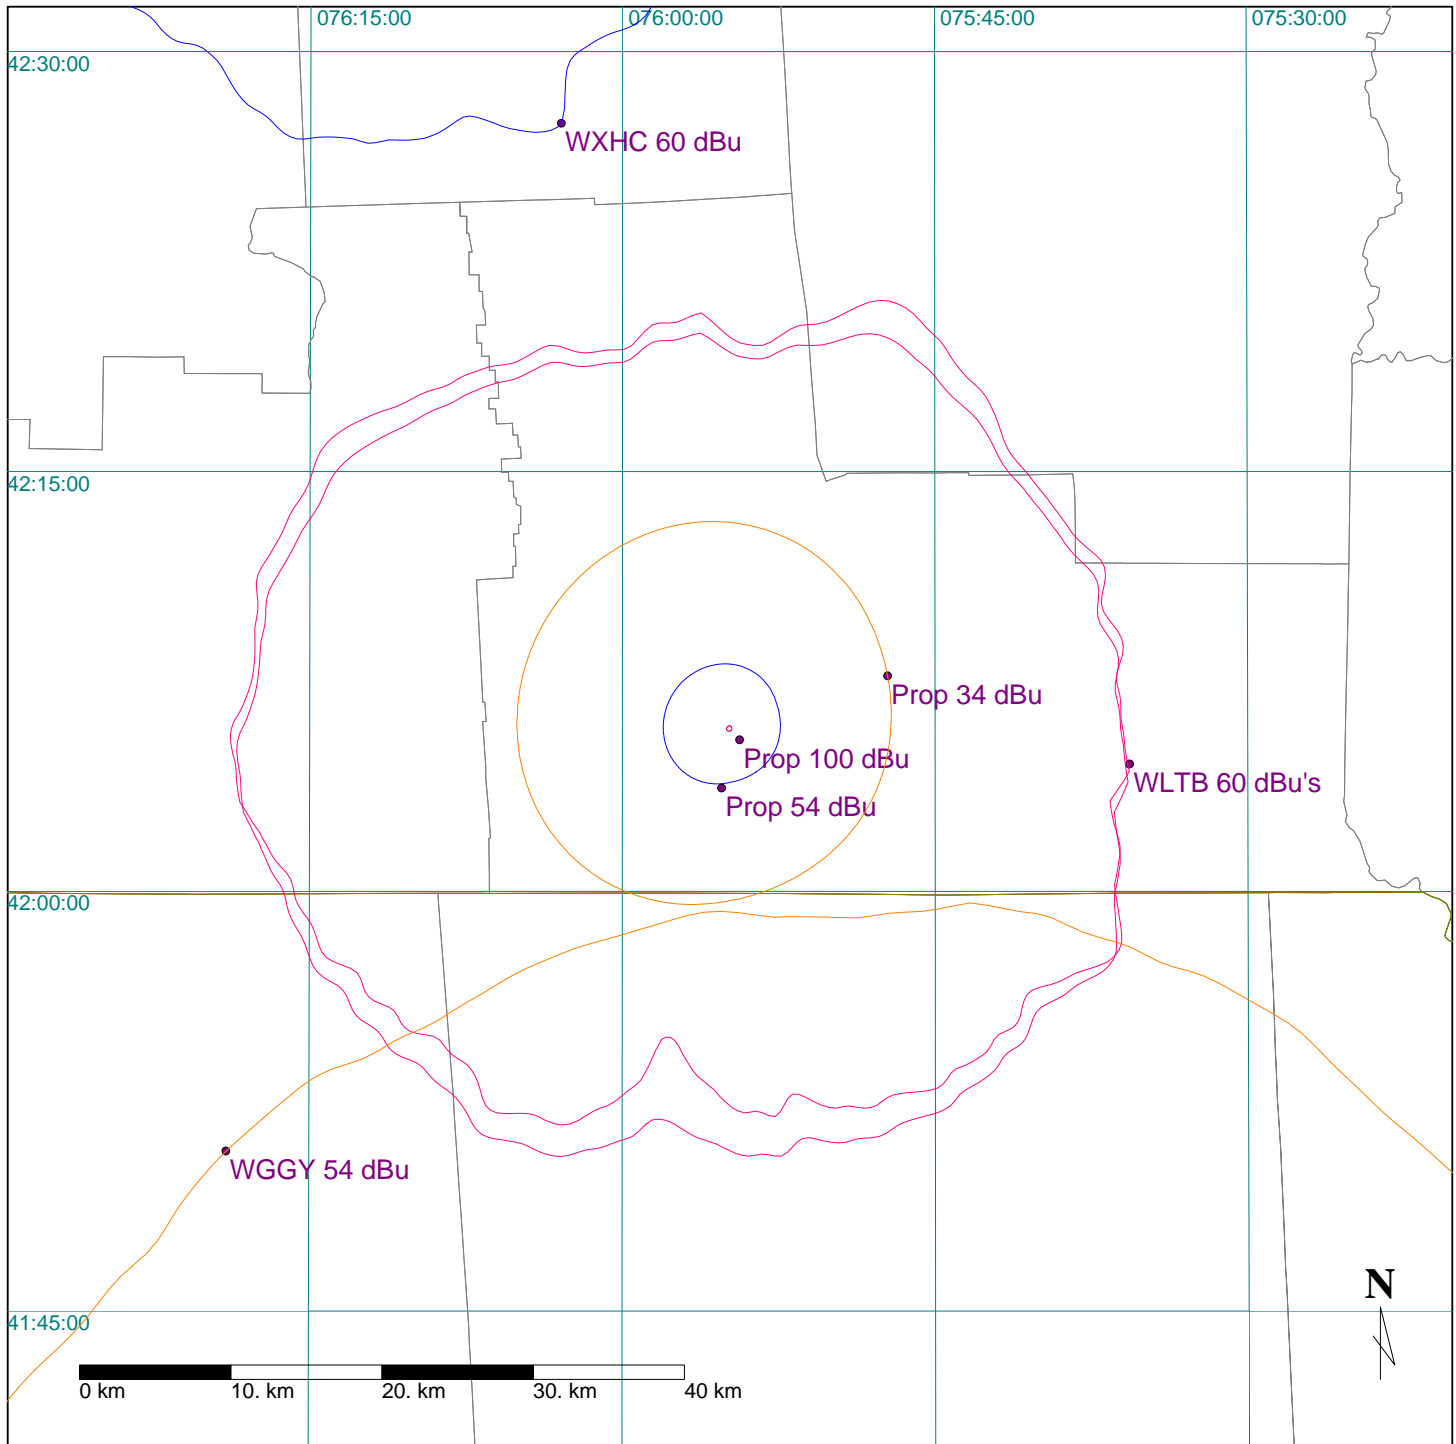 076:15:00
076:00:00
075:45:00
075:30:00
42:30:00
WXHC 60 dBu
42:15:00
Prop 34 dBu
Prop 100 dBu
WLTB 60 dBu's
Prop 54 dBu
42:00:00
WGGY 54 dBu
N
41:45:00
0 km
10. km
20. km
30. km
40 km